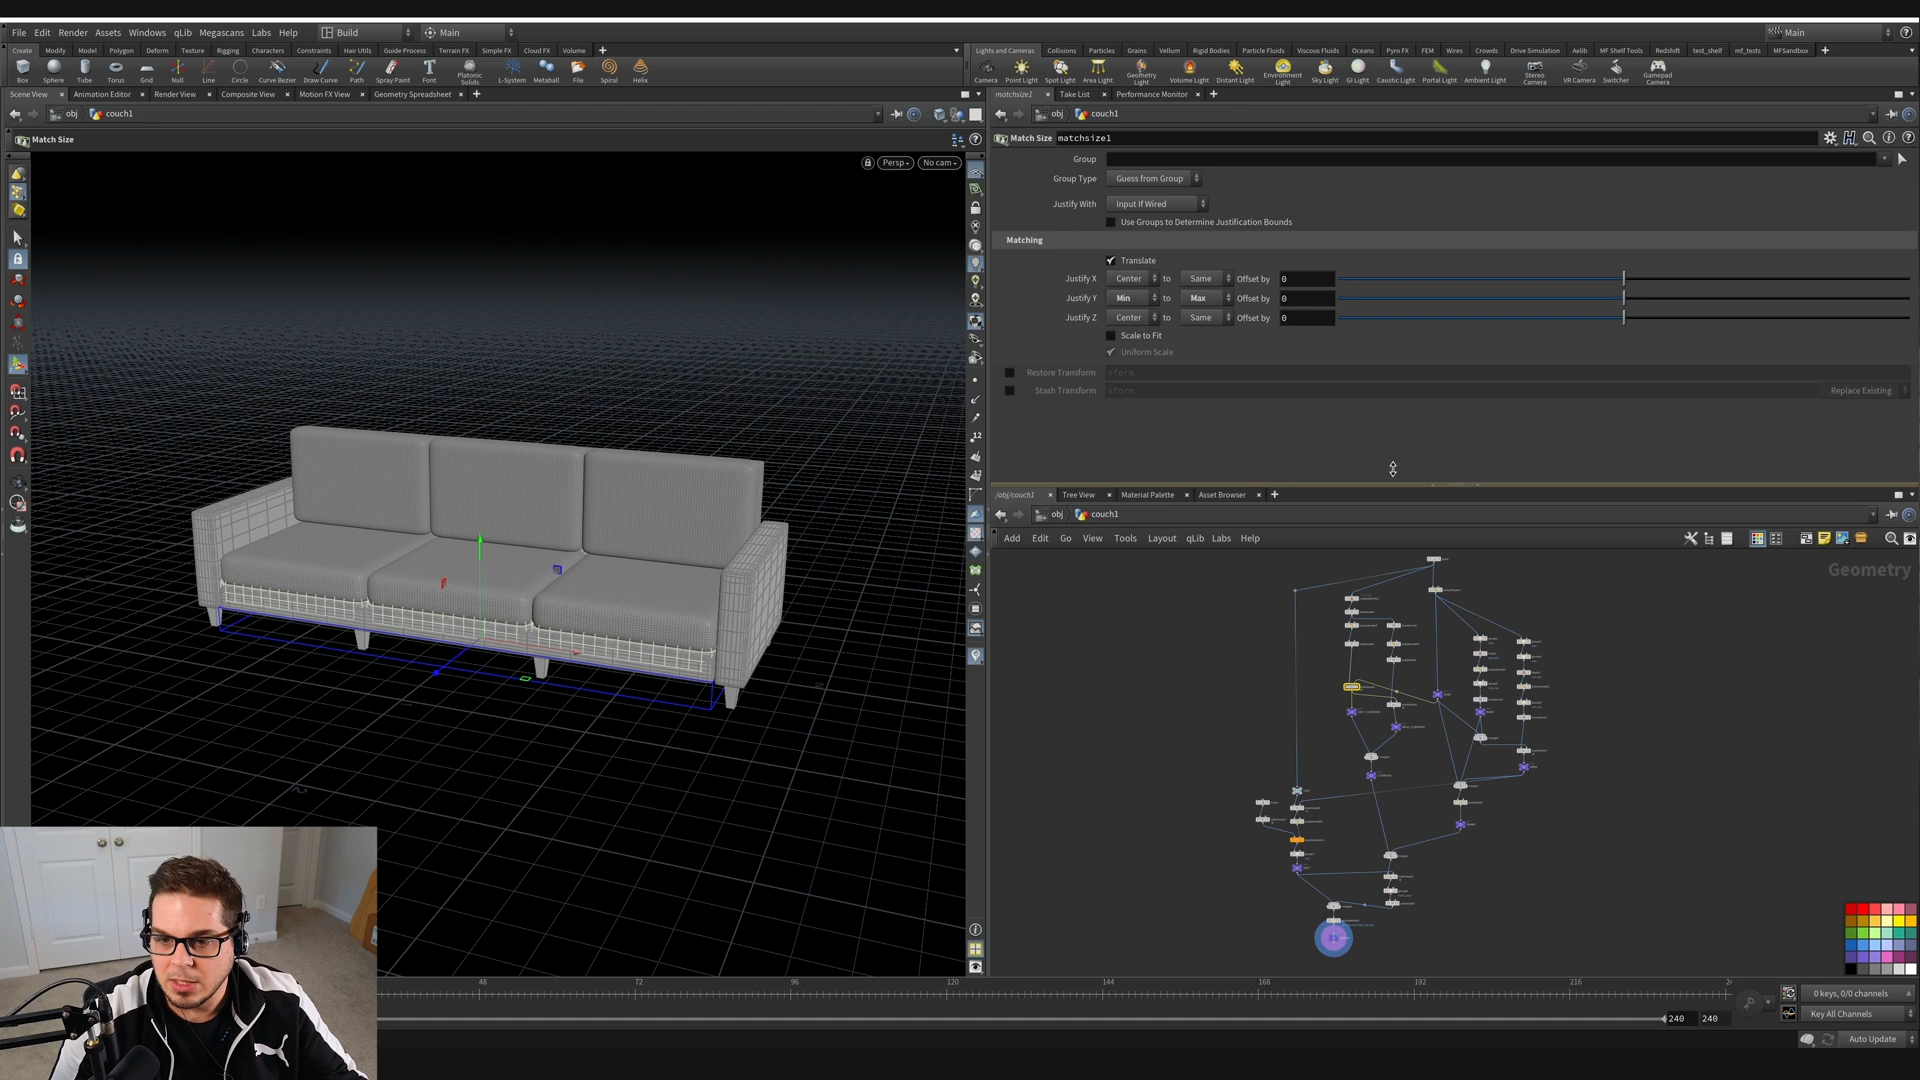 File Edit Render Assets Windows qLib Megascans Labs Help Build Main Main
Create Modify Model Polygon Deform Texture Rigging Characters Constraints Hair Utils Guide Process Terrain FX Simple FX Cloud FX Volume
Lights and Cameras Collisions Particles Grains Vellum Rigid Bodies Particle Fluids Viscous Fluids Oceans Pyro FX FEM Wires Crowds Drive Simulation Aelib MF Shelf Tools Redshift test_shelf mf_tests MFSandbox
Box Sphere Tube Torus Grid Null Line Circle Curve Bezier Draw Curve Path Spray Paint Font Platonic Solids L-System Metaball File Spiral Helix
Camera Point Light Spot Light Area Light Geometry Light Volume Light Distant Light Environment Light Sky Light GI Light Caustic Light Portal Light Ambient Light Stereo Camera VR Camera Switcher Gamepad Camera
Scene View Animation Editor Render View Composite View Motion FX View Geometry Spreadsheet
matchsize1 Take List Performance Monitor
obj couch1
obj couch1
Match Size
Match Size matchsize1
Persp No cam
Group
Group Type Guess from Group
Justify With Input If Wired
Use Groups to Determine Justification Bounds
Matching
Translate
Justify X Center to Same Offset by 0
Justify Y Min to Max Offset by 0
Justify Z Center to Same Offset by 0
Scale to Fit
Uniform Scale
Restore Transform xform
Stash Transform xform Replace Existing
/obj/couch1 Tree View Material Palette Asset Browser
obj couch1
Add Edit Go View Tools Layout qLib Labs Help
Geometry
48 72 96 120 144 168 192 216
0 keys, 0/0 channels
240 240 Key All Channels
Auto Update